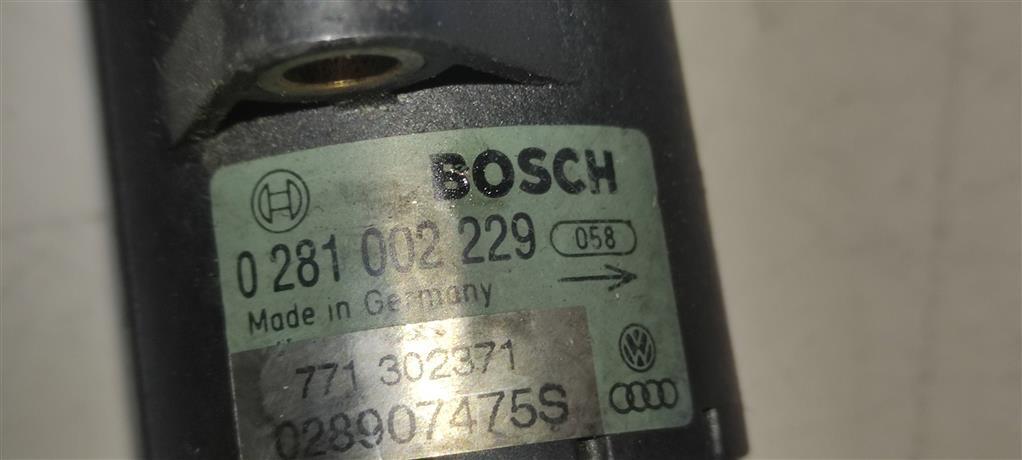 BOSCH
0 281 002 229 058
Made in Germany
771 302371
028907475S